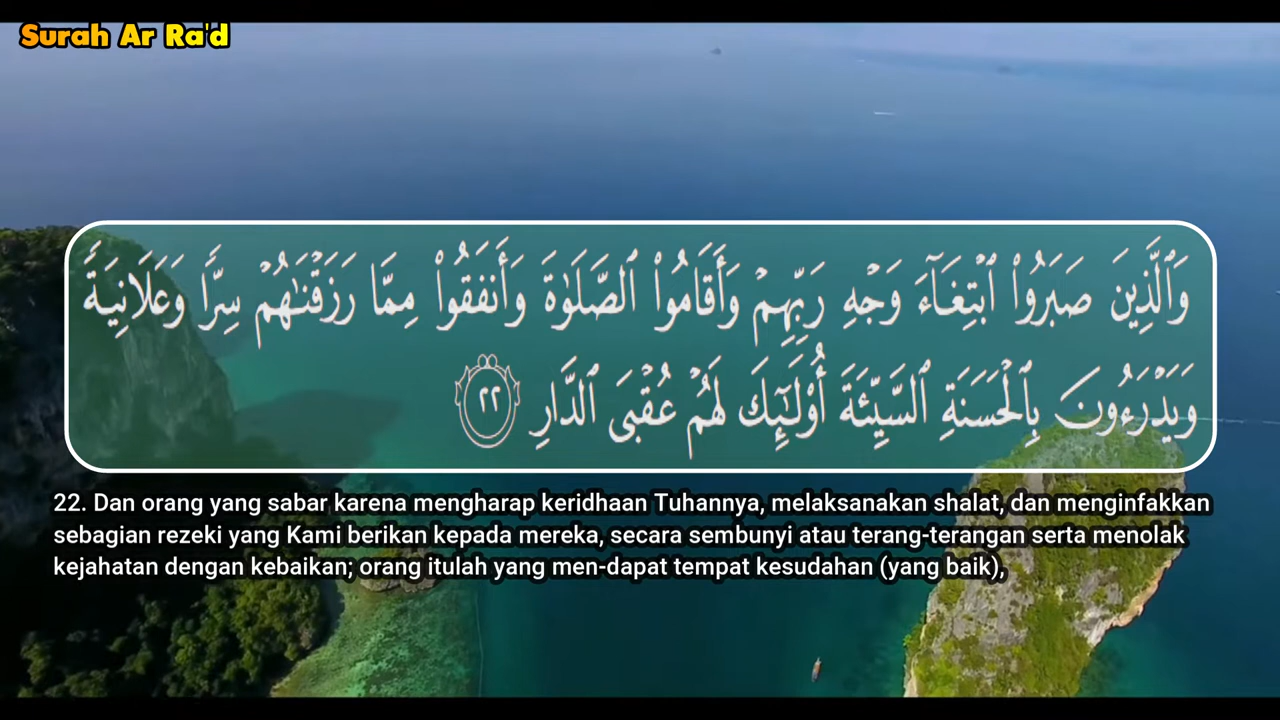 Surah Ar Ra'd
وَٱلَّذِينَ صَبَرُوا۟ ٱبْتِغَآءَ وَجْهِ رَبِّهِمْ وَأَقَامُوا۟ ٱلصَّلَوٰةَ وَأَنفَقُوا۟ مِمَّا رَزَقْنَـٰهُمْ سِرًّا وَعَلَانِيَةً
وَيَدْرَءُونَ بِٱلْحَسَنَةِ ٱلسَّيِّئَةَ أُو۟لَـٰٓئِكَ لَهُمْ عُقْبَى ٱلدَّارِ ٢٢
22. Dan orang yang sabar karena mengharap keridhaan Tuhannya, melaksanakan shalat, dan menginfakkan
sebagian rezeki yang Kami berikan kepada mereka, secara sembunyi atau terang-terangan serta menolak
kejahatan dengan kebaikan; orang itulah yang men-dapat tempat kesudahan (yang baik),